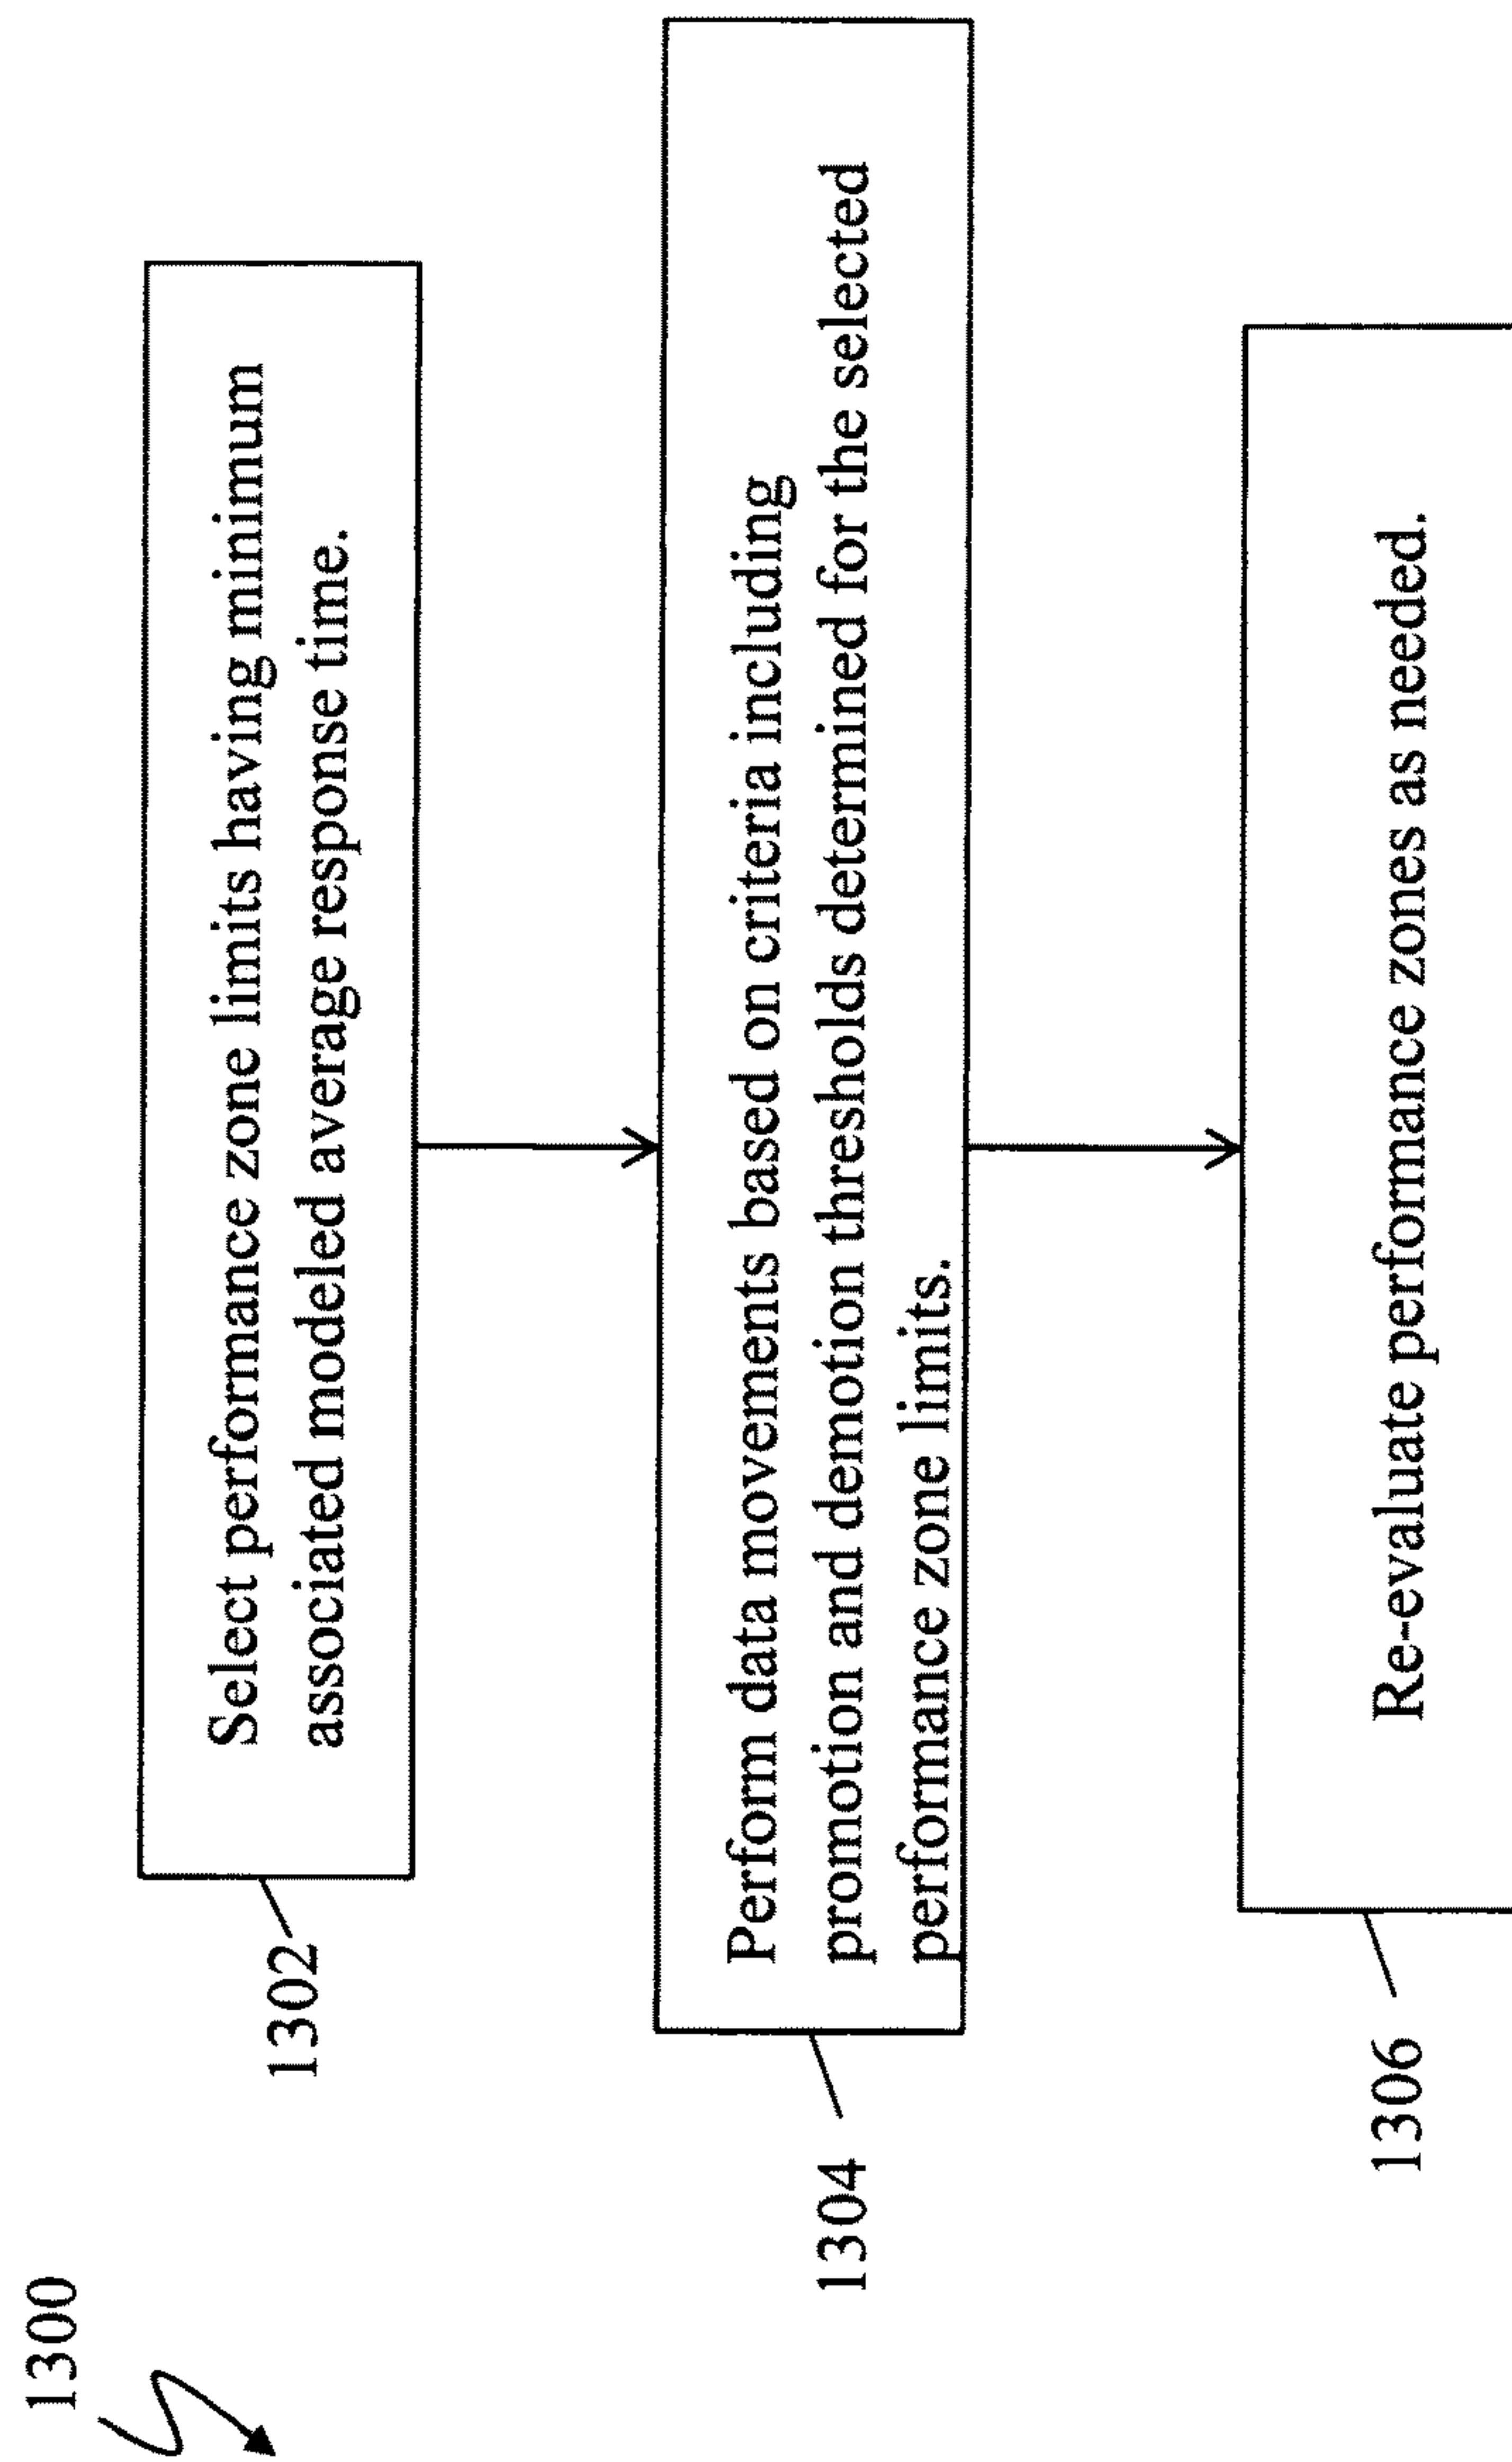 1300
1302
Select performance zone limits having minimum
associated modeled average response time.
1304
Perform data movements based on criteria including
promotion and demotion thresholds determined for the selected
performance zone limits.
1306
Re-evaluate performance zones as needed.